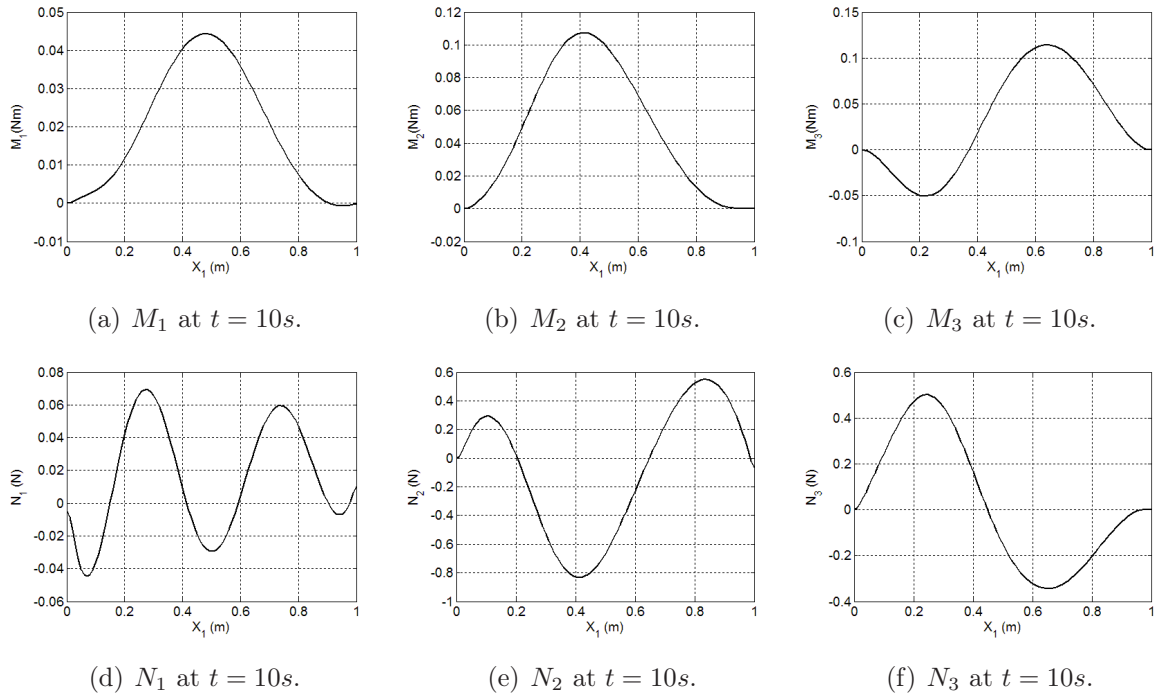 0.05
0.04
0.03
0.02
0.01
0
-0.01
M1(Nm)
0 0.2 0.4 0.6 0.8 1
X1 (m)
(a) M1 at t = 10s.
0.12
0.1
0.08
0.06
0.04
0.02
0
-0.02
M2(Nm)
0 0.2 0.4 0.6 0.8 1
X1 (m)
(b) M2 at t = 10s.
0.15
0.1
0.05
0
-0.05
-0.1
M3(Nm)
0 0.2 0.4 0.6 0.8 1
X1 (m)
(c) M3 at t = 10s.
0.08
0.06
0.04
0.02
0
-0.02
-0.04
-0.06
N1 (N)
0 0.2 0.4 0.6 0.8 1
X1 (m)
(d) N1 at t = 10s.
0.6
0.4
0.2
0
-0.2
-0.4
-0.6
-0.8
-1
N2 (N)
0 0.2 0.4 0.6 0.8 1
X1 (m)
(e) N2 at t = 10s.
0.6
0.4
0.2
0
-0.2
-0.4
N3 (N)
0 0.2 0.4 0.6 0.8 1
X1 (m)
(f) N3 at t = 10s.